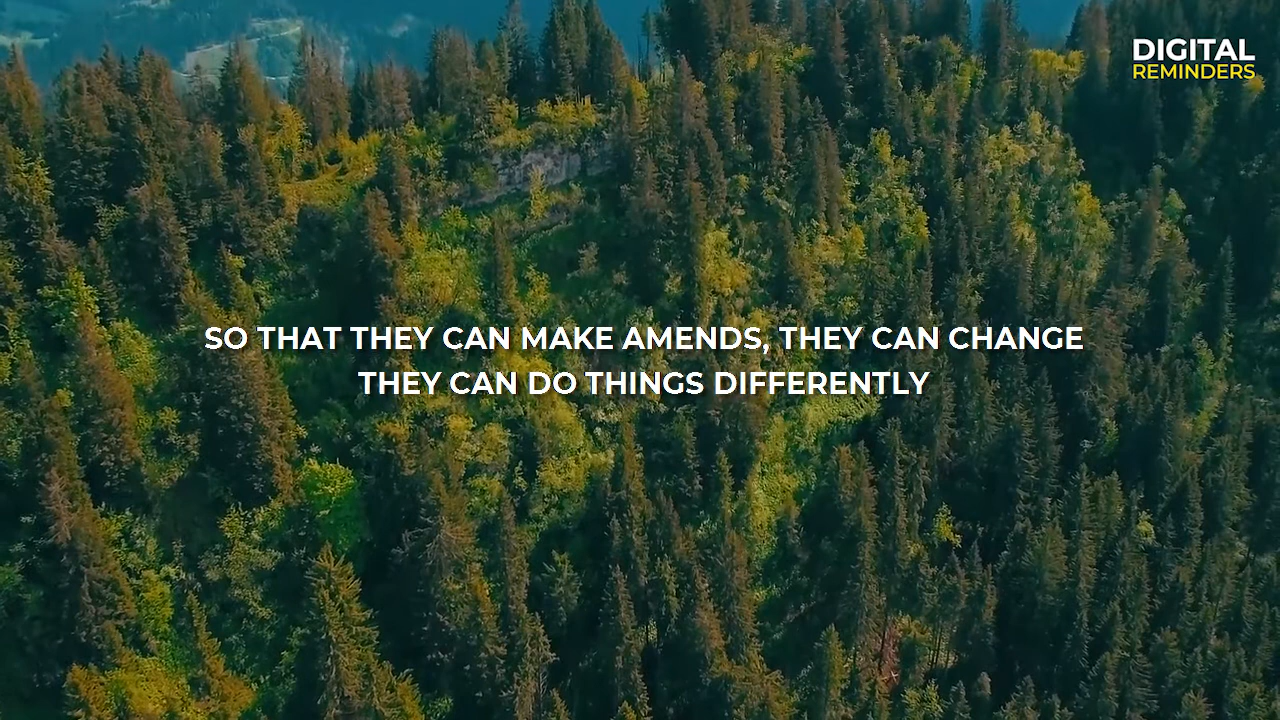 DIGITAL
REMINDERS
SO THAT THEY CAN MAKE AMENDS, THEY CAN CHANGE
THEY CAN DO THINGS DIFFERENTLY